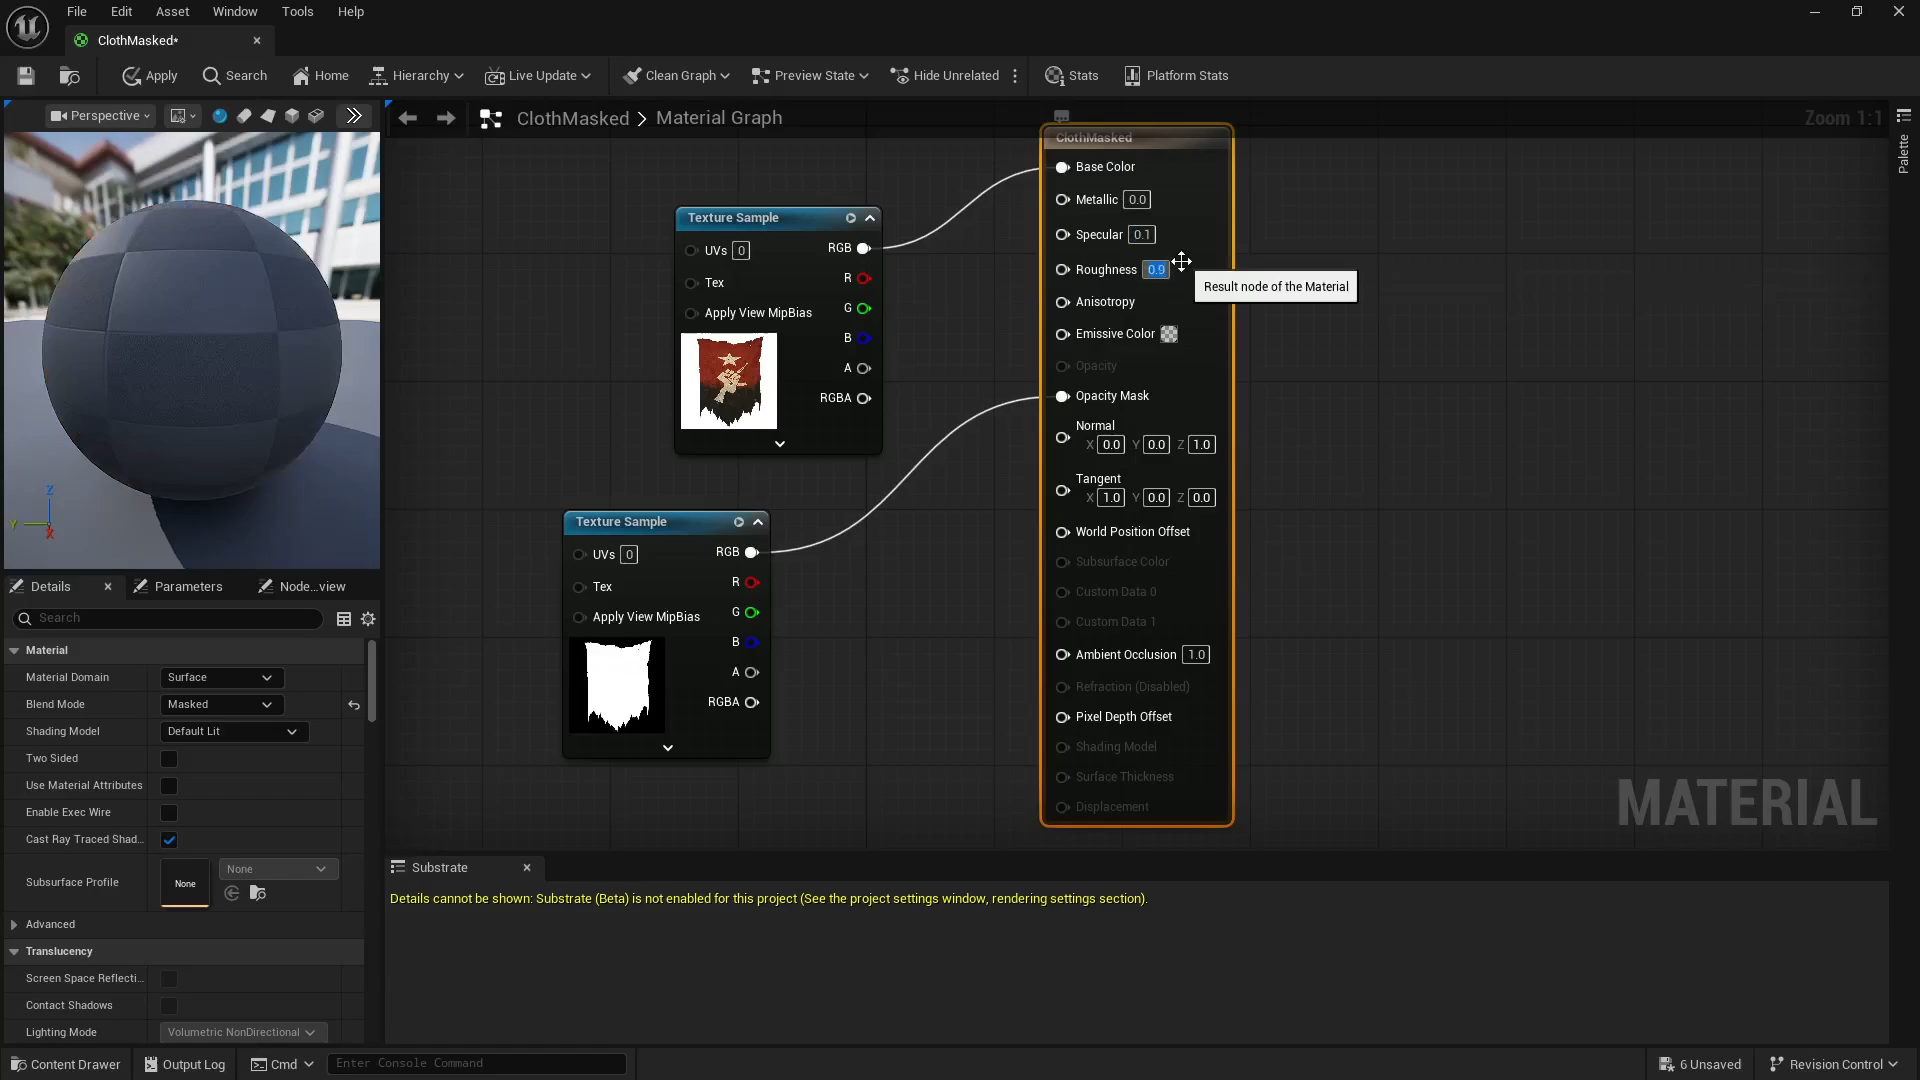 File Edit Asset Window Tools Help
ClothMasked*
Apply Search Home Hierarchy Live Update Clean Graph Preview State Hide Unrelated Stats Platform Stats
Perspective
ClothMasked > Material Graph
Zoom 1:1
Palette
ClothMasked
Base Color
Metallic 0.0
Specular 0.1
Roughness 0.9
Result node of the Material
Anisotropy
Emissive Color
Opacity
Opacity Mask
Normal
X 0.0 Y 0.0 Z 1.0
Tangent
X 1.0 Y 0.0 Z 0.0
World Position Offset
Subsurface Color
Custom Data 0
Custom Data 1
Ambient Occlusion 1.0
Refraction (Disabled)
Pixel Depth Offset
Shading Model
Surface Thickness
Displacement
Texture Sample
UVs 0 RGB
R
Tex
G
Apply View MipBias
B
A
RGBA
Texture Sample
UVs 0 RGB
R
Tex
G
Apply View MipBias
B
A
RGBA
MATERIAL
Z
Y
X
Details Parameters Node...view
Search
Material
Material Domain Surface
Blend Mode Masked
Shading Model Default Lit
Two Sided
Use Material Attributes
Enable Exec Wire
Cast Ray Traced Shad...
Subsurface Profile None None
Advanced
Translucency
Screen Space Reflecti...
Contact Shadows
Lighting Mode Volumetric NonDirectional
Substrate
Details cannot be shown: Substrate (Beta) is not enabled for this project (See the project settings window, rendering settings section).
Content Drawer Output Log Cmd Enter Console Command 6 Unsaved Revision Control